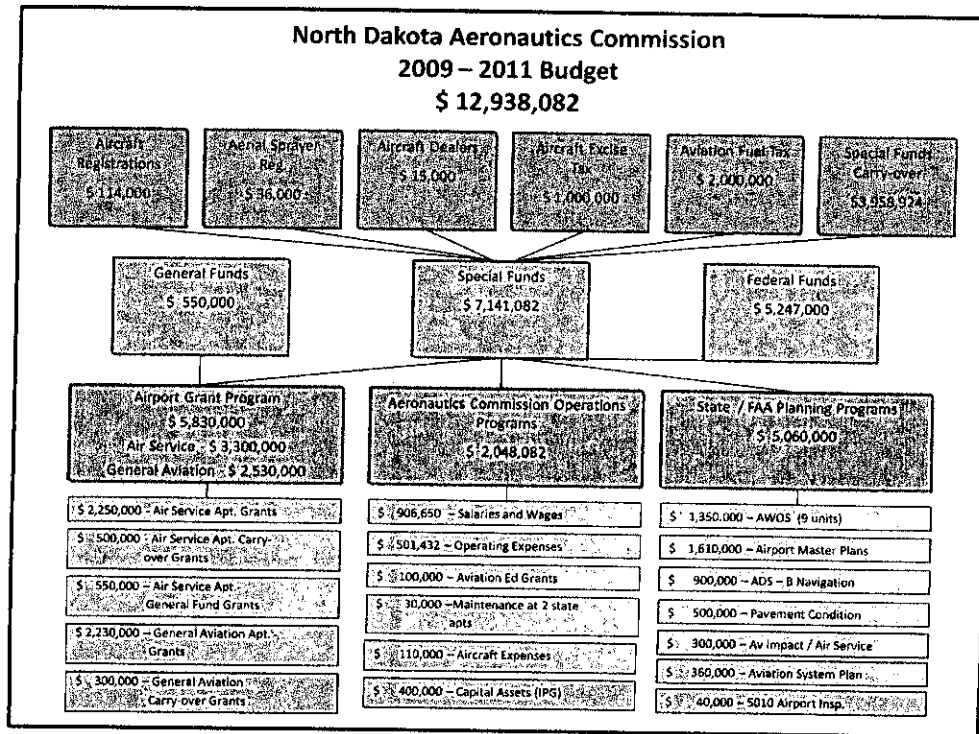 North Dakota Aeronautics Commission
2009 – 2011 Budget
$ 12,938,082
Aircraft
Registrations
$ 114,000
Aerial Sprayer
Reg.
$ 36,000
Aircraft Dealers
$ 15,000
Aircraft Excise
Tax
$ 1,000,000
Aviation Fuel Tax
$ 2,000,000
Special Funds
Carry-over
$3,958,924
General Funds
$ 550,000
Special Funds
$ 7,141,082
Federal Funds
$ 5,247,000
Airport Grant Program
$ 5,830,000
Air Service - $ 3,300,000
General Aviation - $ 2,530,000
$ 2,250,000 – Air Service Apt. Grants
$ 500,000 – Air Service Apt. Carry-
over Grants
$ 550,000 – Air Service Apt.
General Fund Grants
$ 2,230,000 – General Aviation Apt.
Grants
$ 300,000 – General Aviation
Carry-over Grants
Aeronautics Commission Operations
Programs
$ 2,048,082
$ 906,650 – Salaries and Wages
$ 501,432 – Operating Expenses
$ 100,000 – Aviation Ed Grants
$ 30,000 –Maintenance at 2 state
apts
$ 110,000 – Aircraft Expenses
$ 400,000 – Capital Assets (IPG)
State / FAA Planning Programs
$ 5,060,000
$ 1,350.000 – AWOS (9 units)
$ 1,610,000 – Airport Master Plans
$ 900,000 – ADS – B Navigation
$ 500,000 – Pavement Condition
$ 300,000 – Av Impact / Air Service
$ 360,000 – Aviation System Plan
$ 40,000 – 5010 Airport Insp.